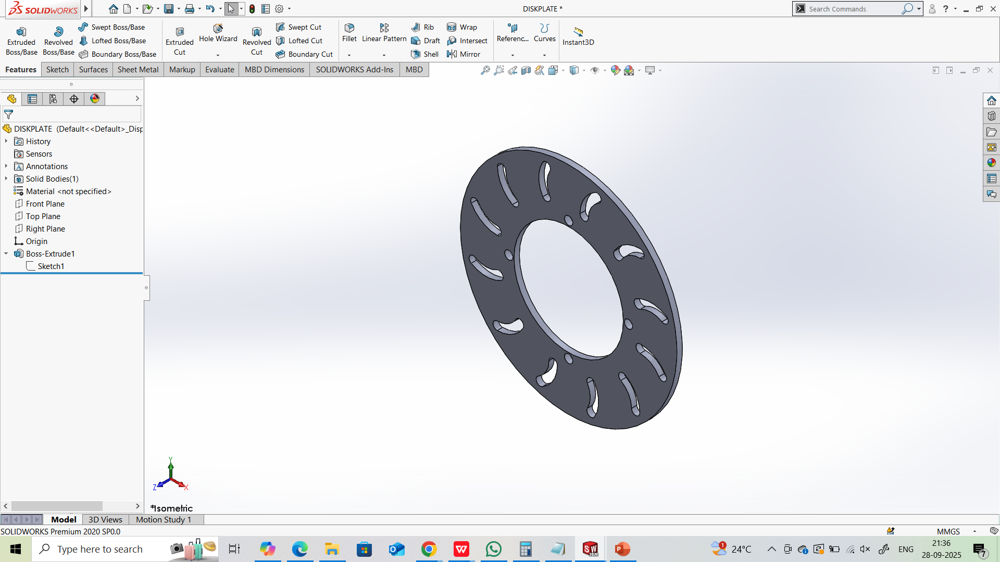 SOLIDWORKS
DISKPLATE *
Search Commands
Extruded Boss/Base
Revolved Boss/Base
Swept Boss/Base
Lofted Boss/Base
Boundary Boss/Base
Extruded Cut
Hole Wizard
Revolved Cut
Swept Cut
Lofted Cut
Boundary Cut
Fillet
Linear Pattern
Rib
Draft
Shell
Wrap
Intersect
Mirror
Referenc...
Curves
Instant3D
Features
Sketch
Surfaces
Sheet Metal
Markup
Evaluate
MBD Dimensions
SOLIDWORKS Add-Ins
MBD
DISKPLATE (Default<<Default>_Disp
History
Sensors
Annotations
Solid Bodies(1)
Material <not specified>
Front Plane
Top Plane
Right Plane
Origin
Boss-Extrude1
Sketch1
Y
Z
X
*Isometric
Model
3D Views
Motion Study 1
SOLIDWORKS Premium 2020 SP0.0
MMGS
Type here to search
1
24°C
ENG
21:36
28-09-2025
7